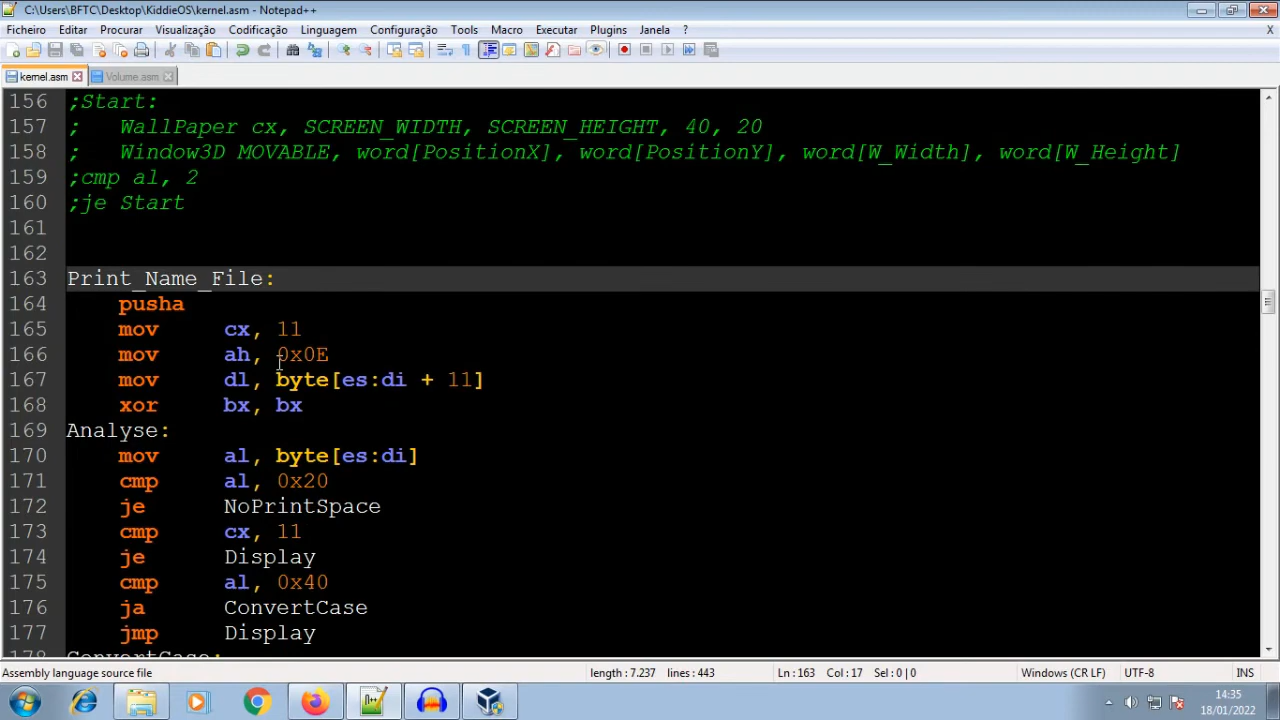 C:\Users\BFTC\Desktop\KiddieOS\kernel.asm - Notepad++
Ficheiro Editar Procurar Visualização Codificação Linguagem Configuração Tools Macro Executar Plugins Janela ? X
kernel.asm Volume.asm
156 ;Start:
157 ;   WallPaper cx, SCREEN_WIDTH, SCREEN_HEIGHT, 40, 20
158 ;   Window3D MOVABLE, word[PositionX], word[PositionY], word[W_Width], word[W_Height]
159 ;cmp al, 2
160 ;je Start
161
162
163 Print_Name_File:
164     pusha
165     mov     cx, 11
166     mov     ah, 0x0E
167     mov     dl, byte[es:di + 11]
168     xor     bx, bx
169 Analyse:
170     mov     al, byte[es:di]
171     cmp     al, 0x20
172     je      NoPrintSpace
173     cmp     cx, 11
174     je      Display
175     cmp     al, 0x40
176     ja      ConvertCase
177     jmp     Display
178 ConvertCase:
Assembly language source file length : 7.237 lines : 443 Ln : 163 Col : 17 Sel : 0 | 0 Windows (CR LF) UTF-8 INS
14:35
18/01/2022